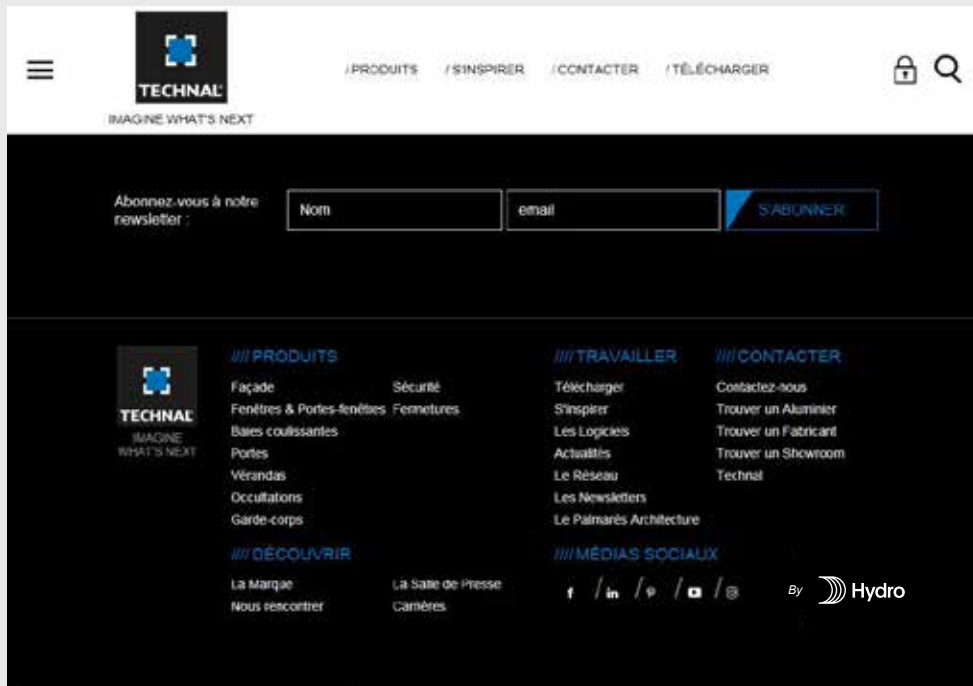 TECHNAL
IMAGINE WHAT'S NEXT
/PRODUITS /S'INSPIRER /CONTACTER /TÉLÉCHARGER
Abonnez-vous à notre
newsletter :
Nom
email
S'ABONNER
TECHNAL
IMAGINE
WHAT'S NEXT
//// PRODUITS
Façade
Fenêtres & Portes-fenêtres
Baies coulissantes
Portes
Vérandas
Occultations
Garde-corps
Sécurité
Fermetures
//// TRAVAILLER
Télécharger
S'inspirer
Les Logiciels
Actualités
Le Réseau
Les Newsletters
Le Palmarès Architecture
//// CONTACTER
Contactez-nous
Trouver un Aluminier
Trouver un Fabricant
Trouver un Showroom
Technal
//// DÉCOUVRIR
La Marque
Nous rencontrer
La Salle de Presse
Carrières
//// MÉDIAS SOCIAUX
By Hydro